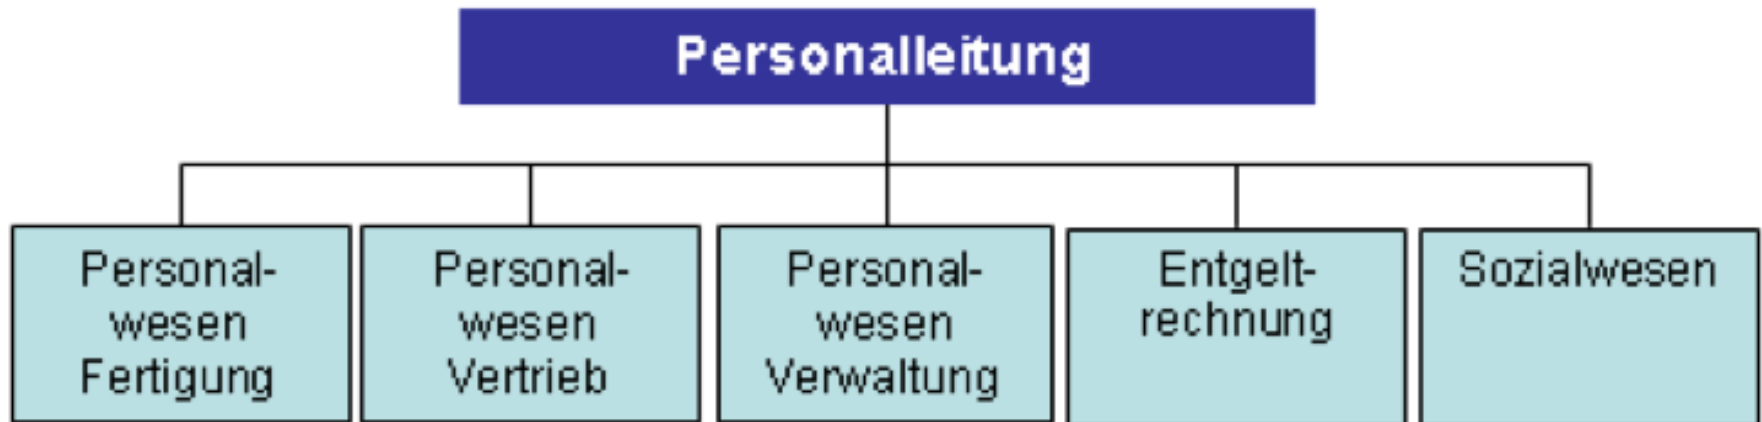 Personalleitung
Personal-
wesen
Fertigung
Personal-
wesen
Vertrieb
Personal-
wesen
Verwaltung
Entgelt-
rechnung
Sozialwesen